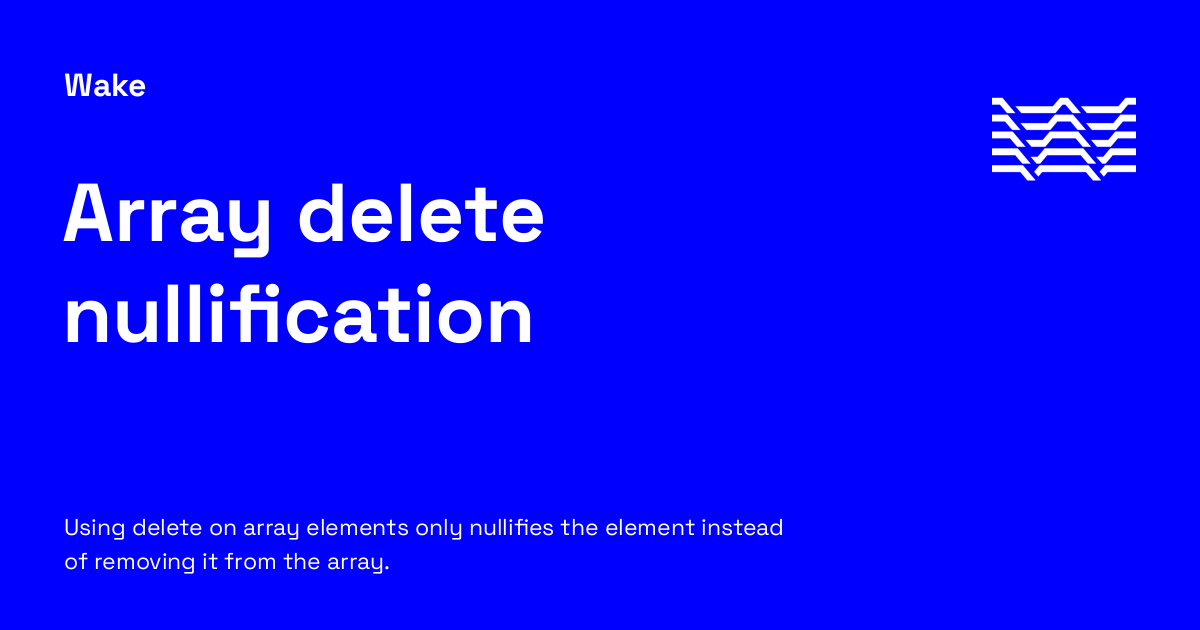 Wake
Array delete
nullification
Using delete on array elements only nullifies the element instead
of removing it from the array.